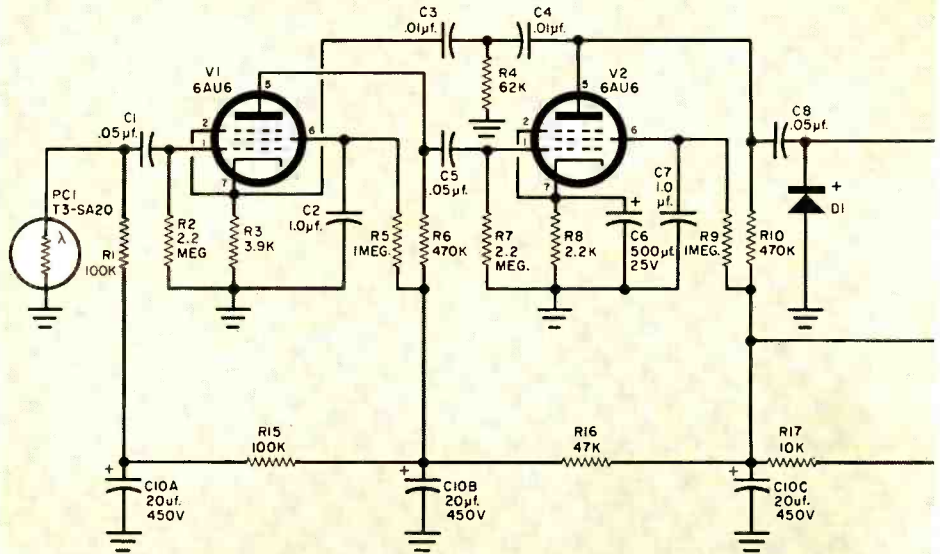 C3
.01µf.
C4
.01µf.
R4
62K
V1
6AU6
5
2
1
6
7
V2
6AU6
5
2
1
6
7
C1
.05µf.
C5
.05µf.
C8
.05µf.
PC1
T3-SA20
λ
R1
100K
R2
2.2
MEG
R3
3.9K
C2
1.0µf.
R5
1MEG.
R6
470K
R7
2.2
MEG.
R8
2.2K
+
C6
500µf.
25V
C7
1.0
µf.
R9
1MEG.
R10
470K
+
D1
R15
100K
R16
47K
R17
10K
+
C10A
20µf.
450V
+
C10B
20µf.
450V
+
C10C
20µf.
450V